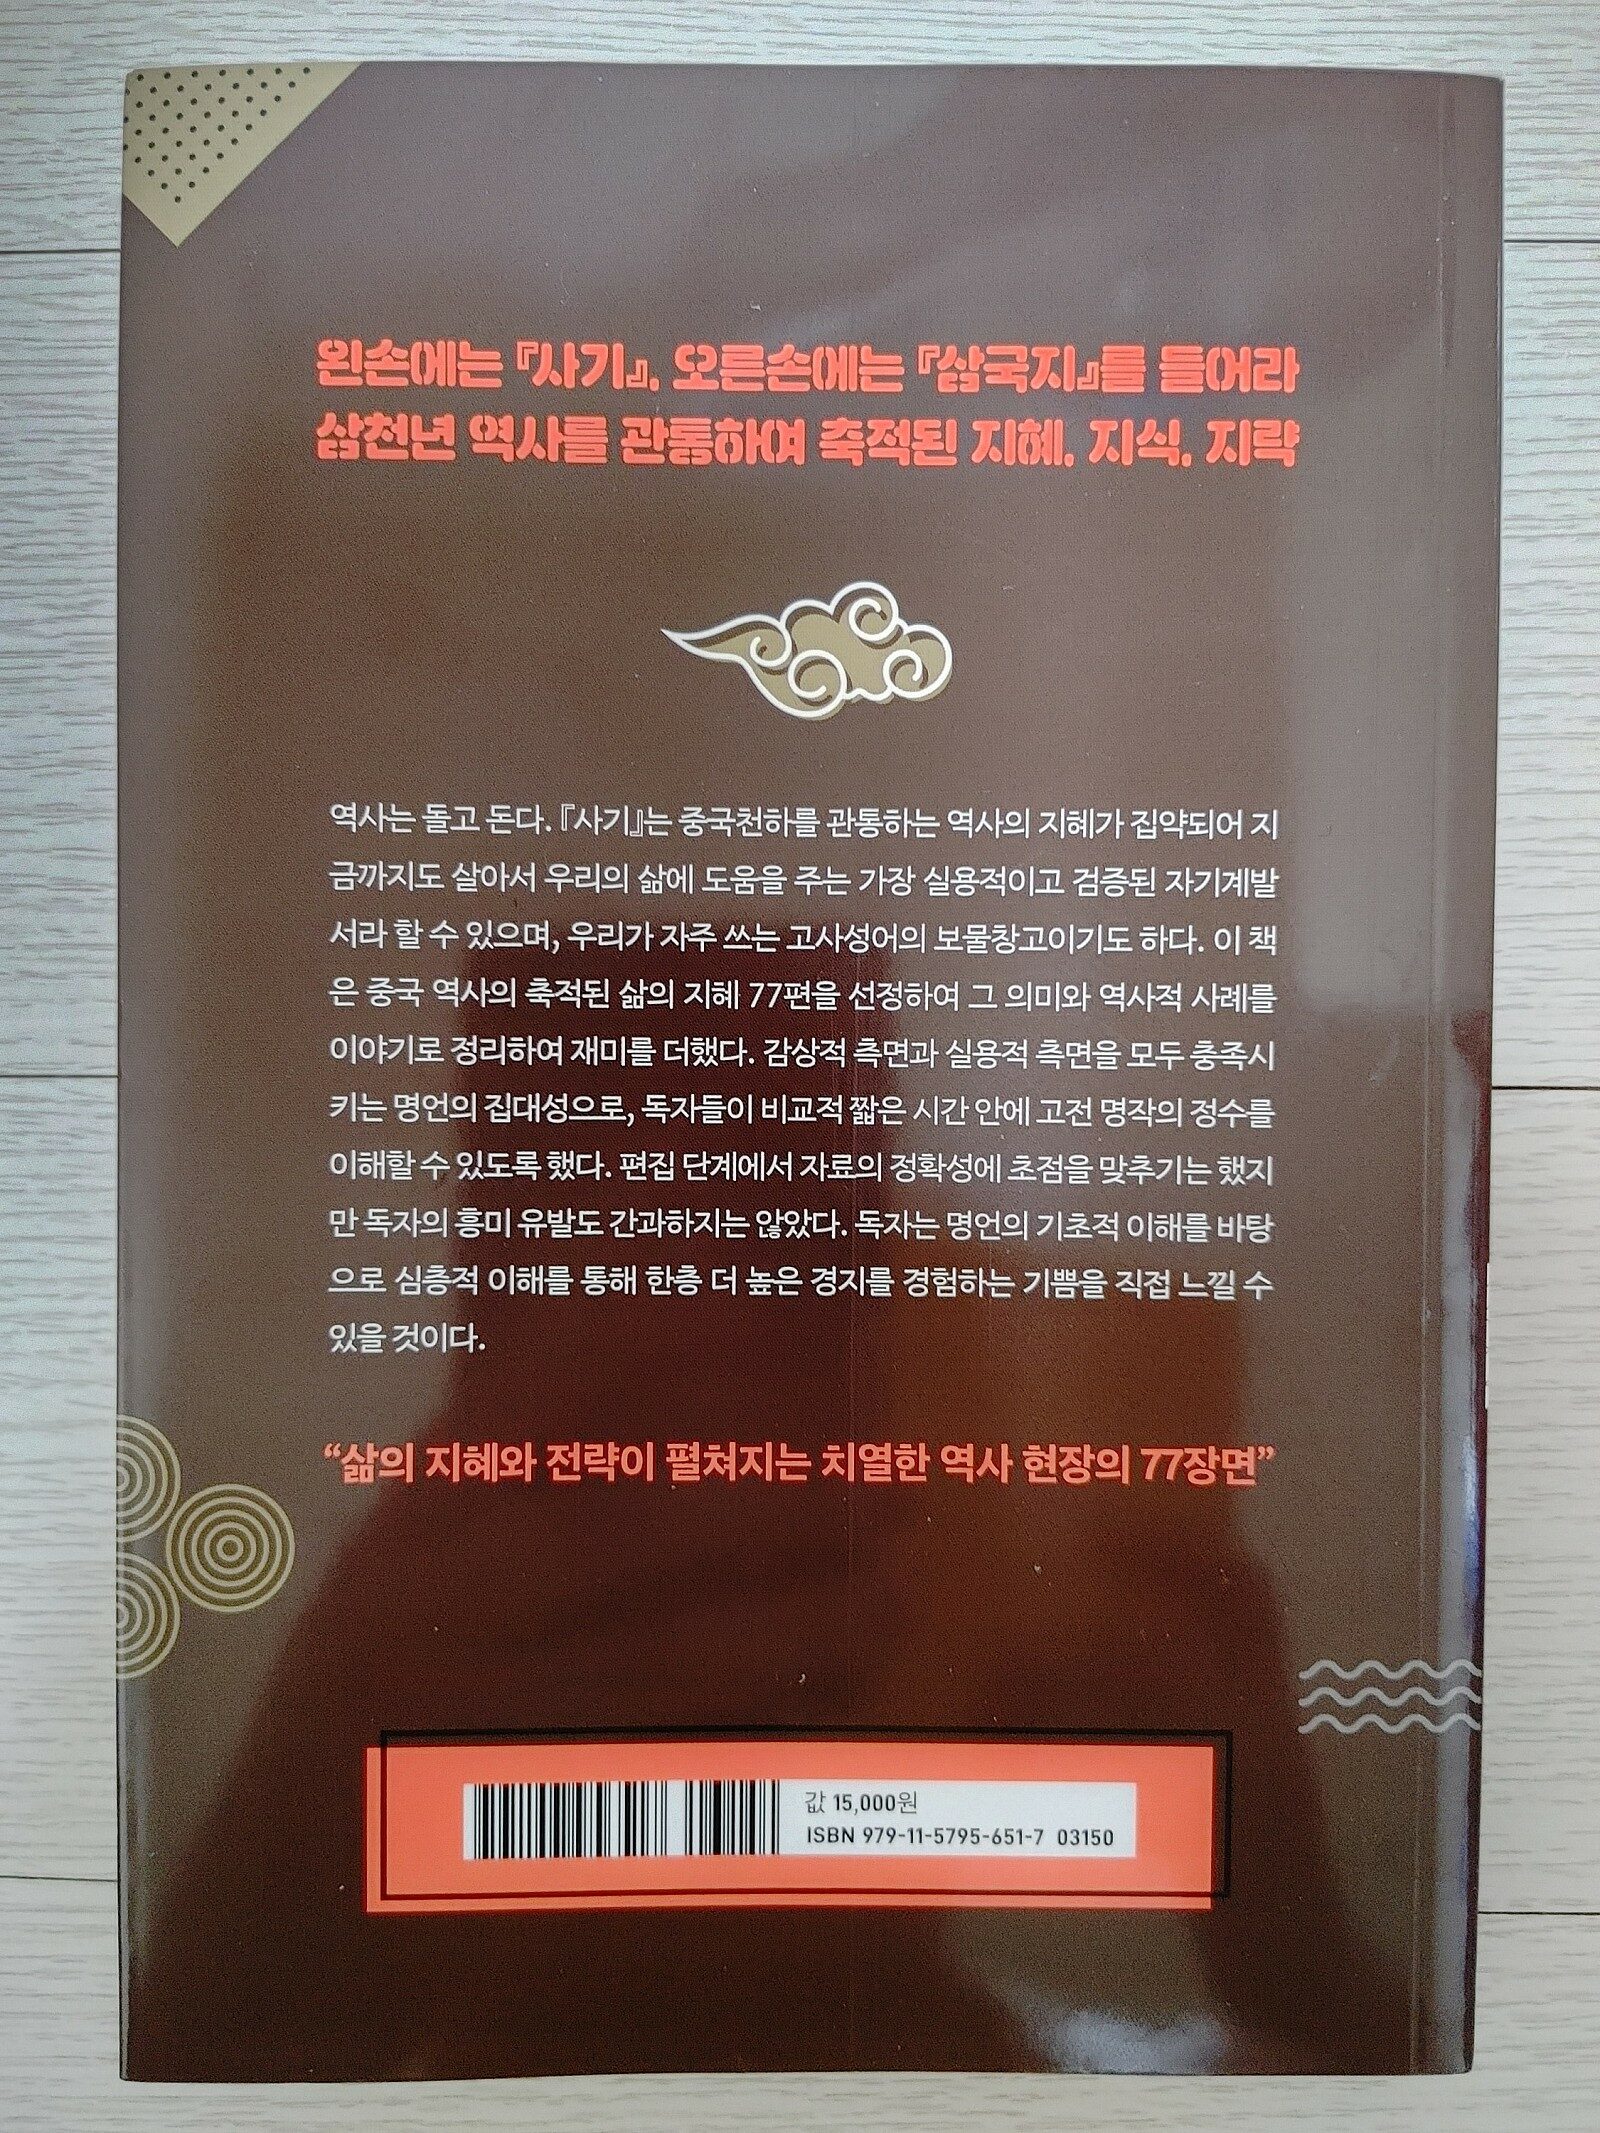 왼손에는 『사기』, 오른손에는 『삼국지』를 들어라
삼천년 역사를 관통하여 축적된 지혜, 지식, 지략
역사는 돌고 돈다. 『사기』는 중국천하를 관통하는 역사의 지혜가 집약되어 지
금까지도 살아서 우리의 삶에 도움을 주는 가장 실용적이고 검증된 자기계발
서라 할 수 있으며, 우리가 자주 쓰는 고사성어의 보물창고이기도 하다. 이 책
은 중국 역사의 축적된 삶의 지혜 77편을 선정하여 그 의미와 역사적 사례를
이야기로 정리하여 재미를 더했다. 감상적 측면과 실용적 측면을 모두 충족시
키는 명언의 집대성으로, 독자들이 비교적 짧은 시간 안에 고전 명작의 정수를
이해할 수 있도록 했다. 편집 단계에서 자료의 정확성에 초점을 맞추기는 했지
만 독자의 흥미 유발도 간과하지는 않았다. 독자는 명언의 기초적 이해를 바탕
으로 심층적 이해를 통해 한층 더 높은 경지를 경험하는 기쁨을 직접 느낄 수
있을 것이다.
“삶의 지혜와 전략이 펼쳐지는 치열한 역사 현장의 77장면”
값 15,000원
ISBN 979-11-5795-651-7 03150